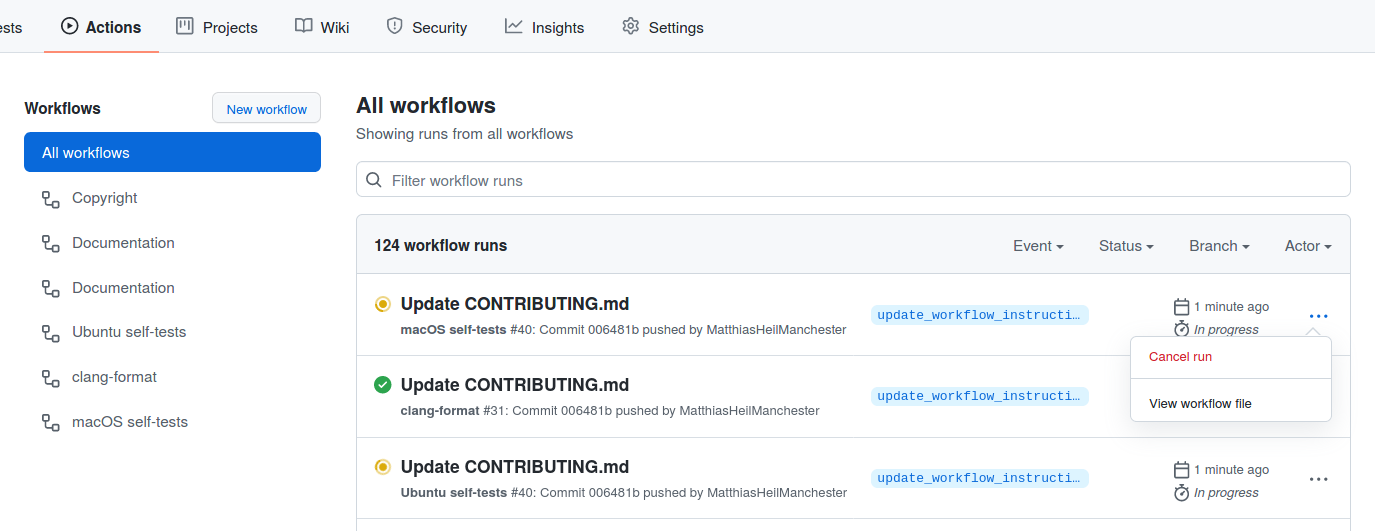 ests Actions Projects Wiki Security Insights Settings
Workflows
New workflow
All workflows
Copyright
Documentation
Documentation
Ubuntu self-tests
clang-format
macOS self-tests
All workflows
Showing runs from all workflows
Filter workflow runs
124 workflow runs Event Status Branch Actor
Update CONTRIBUTING.md
macOS self-tests #40: Commit 006481b pushed by MatthiasHeilManchester
update_workflow_instructi…
1 minute ago
In progress
Cancel run
View workflow file
Update CONTRIBUTING.md
clang-format #31: Commit 006481b pushed by MatthiasHeilManchester
update_workflow_instructi…
Update CONTRIBUTING.md
Ubuntu self-tests #40: Commit 006481b pushed by MatthiasHeilManchester
update_workflow_instructi…
1 minute ago
In progress